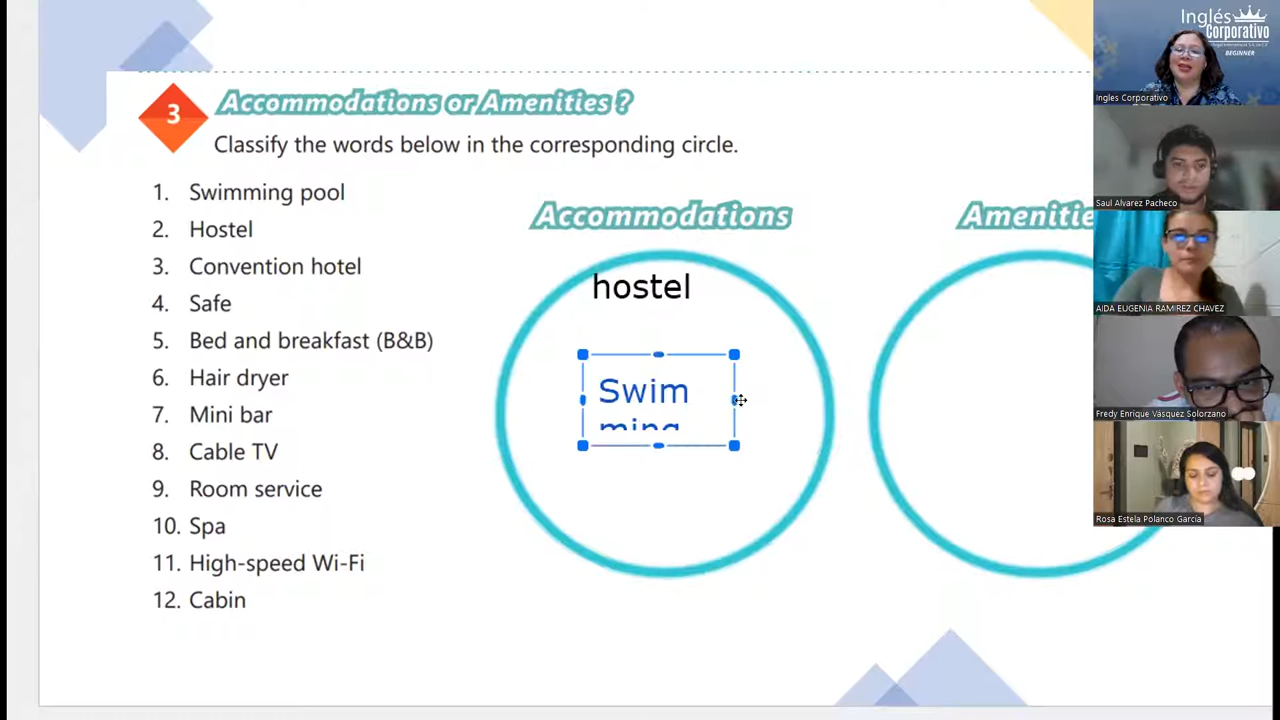 3
Accommodations or Amenities ?
Classify the words below in the corresponding circle.
1. Swimming pool
2. Hostel
3. Convention hotel
4. Safe
5. Bed and breakfast (B&B)
6. Hair dryer
7. Mini bar
8. Cable TV
9. Room service
10. Spa
11. High-speed Wi-Fi
12. Cabin
Accommodations
hostel
Swim
ming
Amenitie
Inglés
Corporativo
BEGINNER
Ingles Corporativo
Saul Alvarez Pacheco
AIDA EUGENIA RAMIREZ CHAVEZ
Fredy Enrique Vásquez Solorzano
Rosa Estela Polanco García